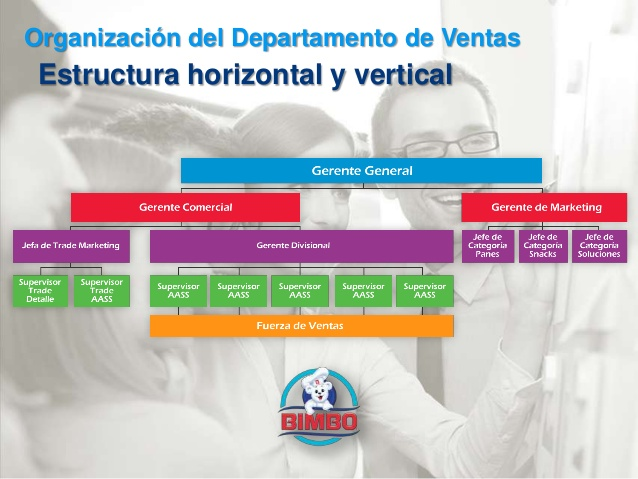 Organización del Departamento de Ventas
Estructura horizontal y vertical
Gerente General
Gerente Comercial
Gerente de Marketing
Jefa de Trade Marketing
Gerente Divisional
Jefe de
Categoría
Panes
Jefe de
Categoría
Snacks
Jefe de
Categoría
Soluciones
Supervisor
Trade
Detalle
Supervisor
Trade
AASS
Supervisor
AASS
Supervisor
AASS
Supervisor
AASS
Supervisor
AASS
Supervisor
AASS
Fuerza de Ventas
BIMBO